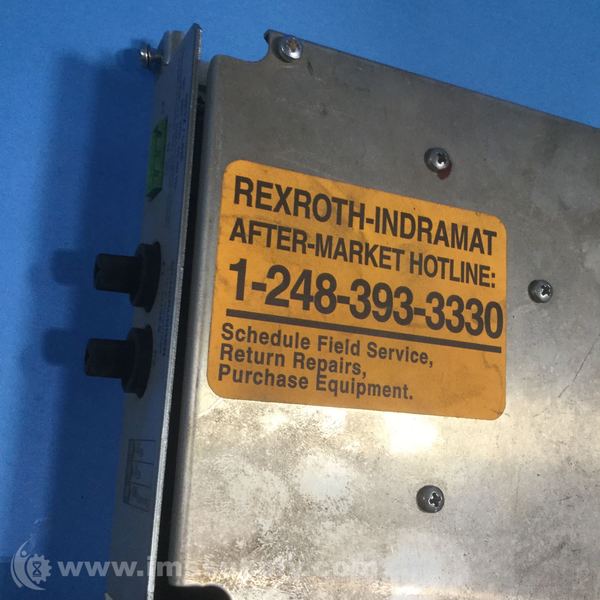 REXROTH-INDRAMAT
AFTER-MARKET HOTLINE:
1-248-393-3330
Schedule Field Service,
Return Repairs,
Purchase Equipment.